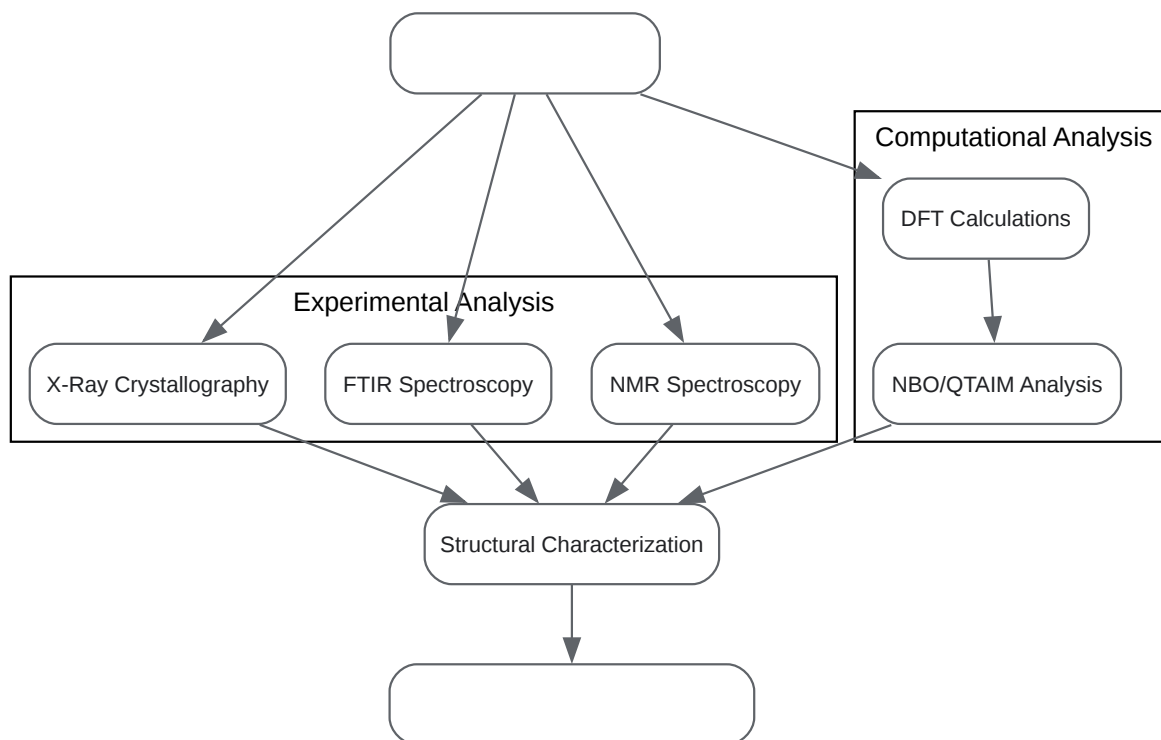 Computational Analysis
DFT Calculations
Experimental Analysis
X-Ray Crystallography
FTIR Spectroscopy
NMR Spectroscopy
NBO/QTAIM Analysis
Structural Characterization